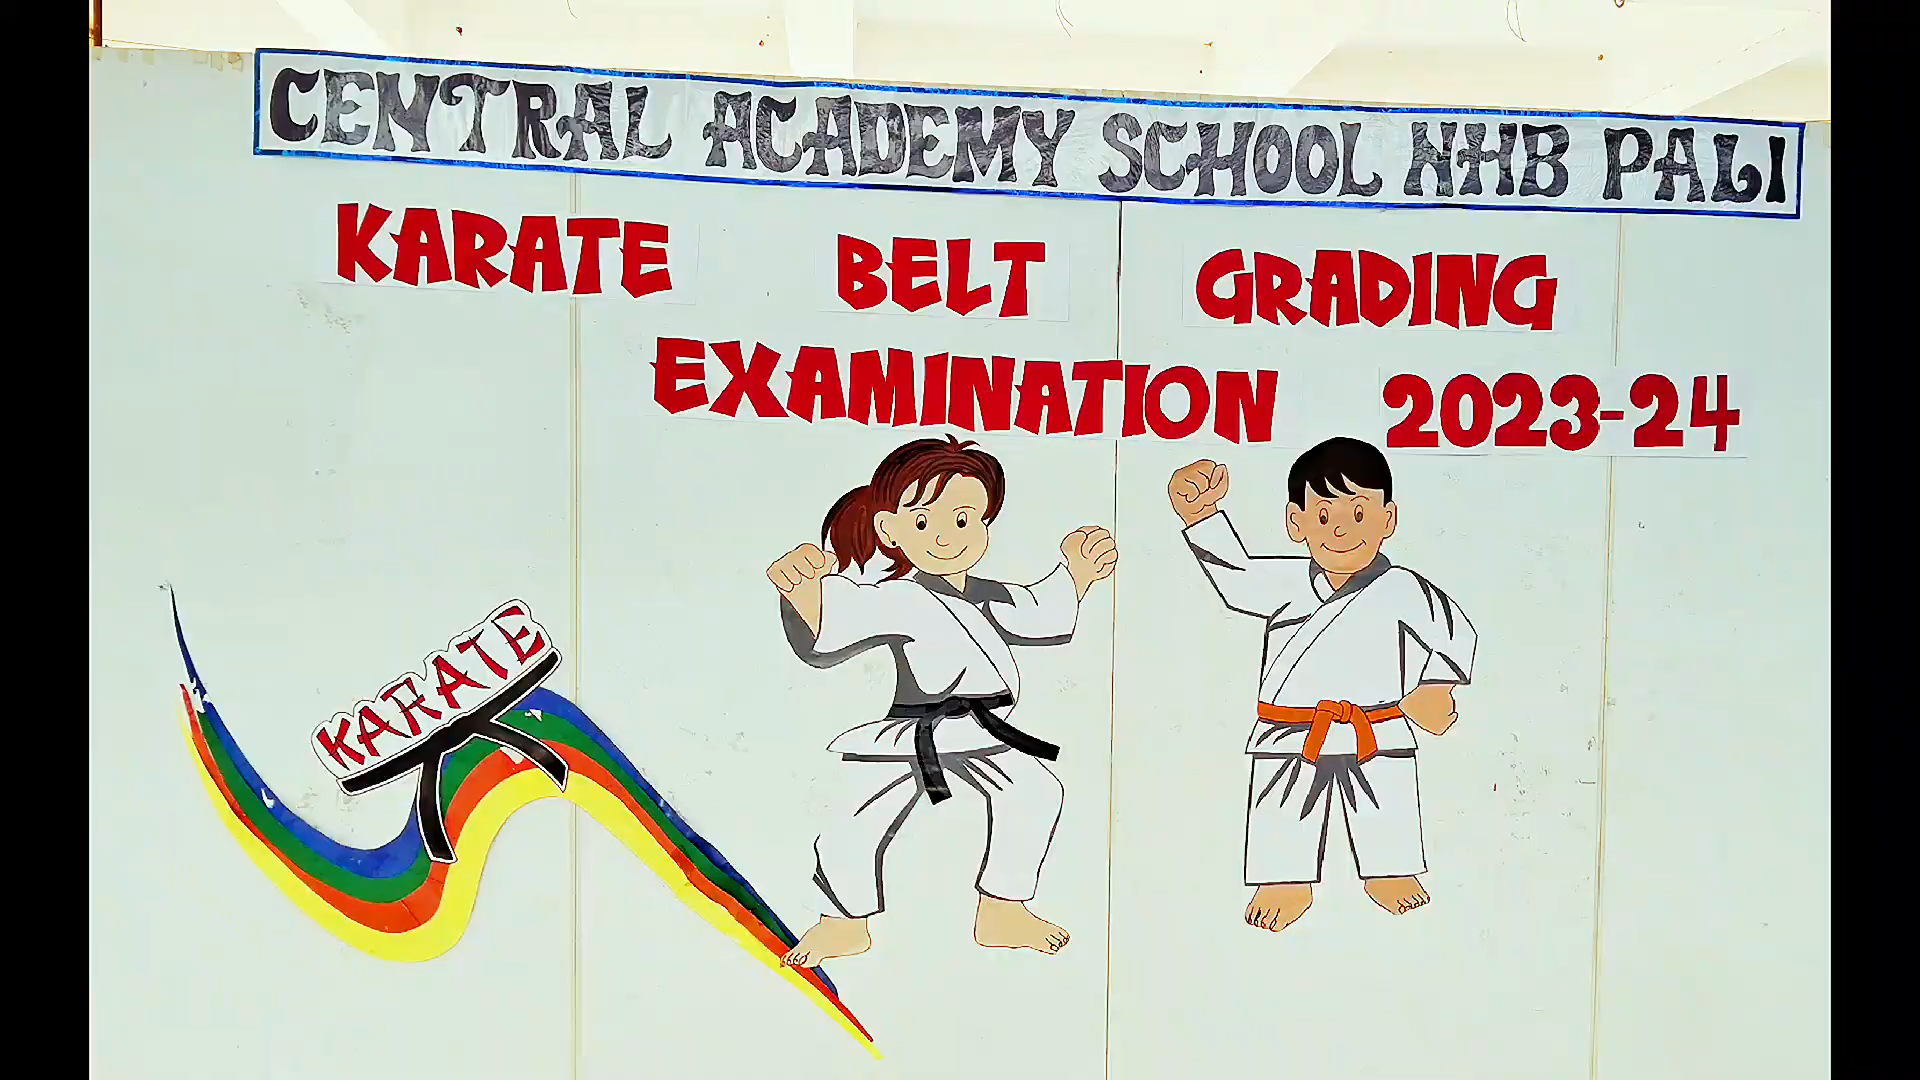 CENTRAL ACADEMY SCHOOL NHB PALI
KARATE BELT GRADING
EXAMINATION 2023-24
KARATE